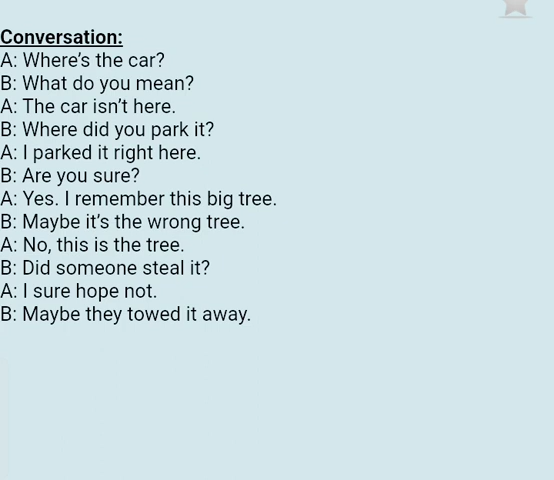 Conversation:
A: Where's the car?
B: What do you mean?
A: The car isn't here.
B: Where did you park it?
A: I parked it right here.
B: Are you sure?
A: Yes. I remember this big tree.
B: Maybe it's the wrong tree.
A: No, this is the tree.
B: Did someone steal it?
A: I sure hope not.
B: Maybe they towed it away.